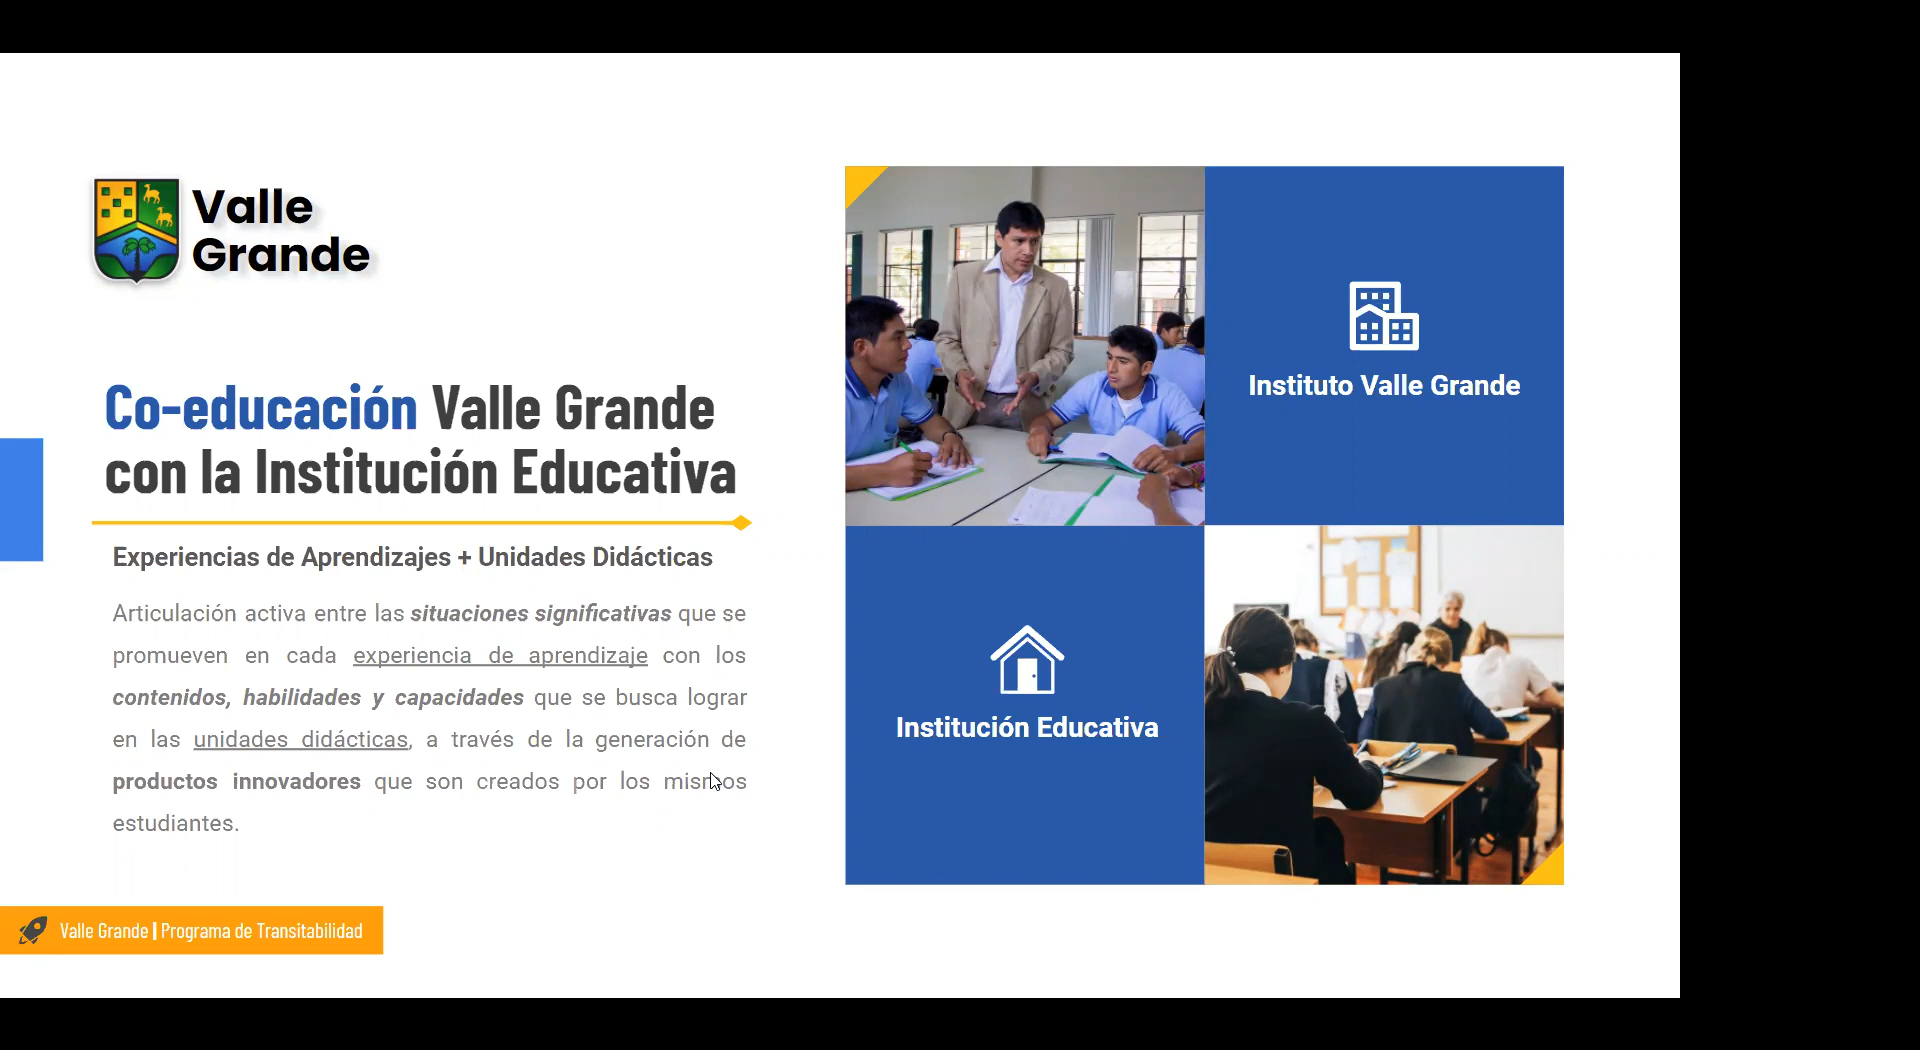 Valle
Grande
Co-educación Valle Grande
con la Institución Educativa
Experiencias de Aprendizajes + Unidades Didácticas
Articulación activa entre las situaciones significativas que se
promueven en cada experiencia de aprendizaje con los
contenidos, habilidades y capacidades que se busca lograr
en las unidades didácticas, a través de la generación de
productos innovadores que son creados por los mismos
estudiantes.
Valle Grande | Programa de Transitabilidad
Instituto Valle Grande
Institución Educativa